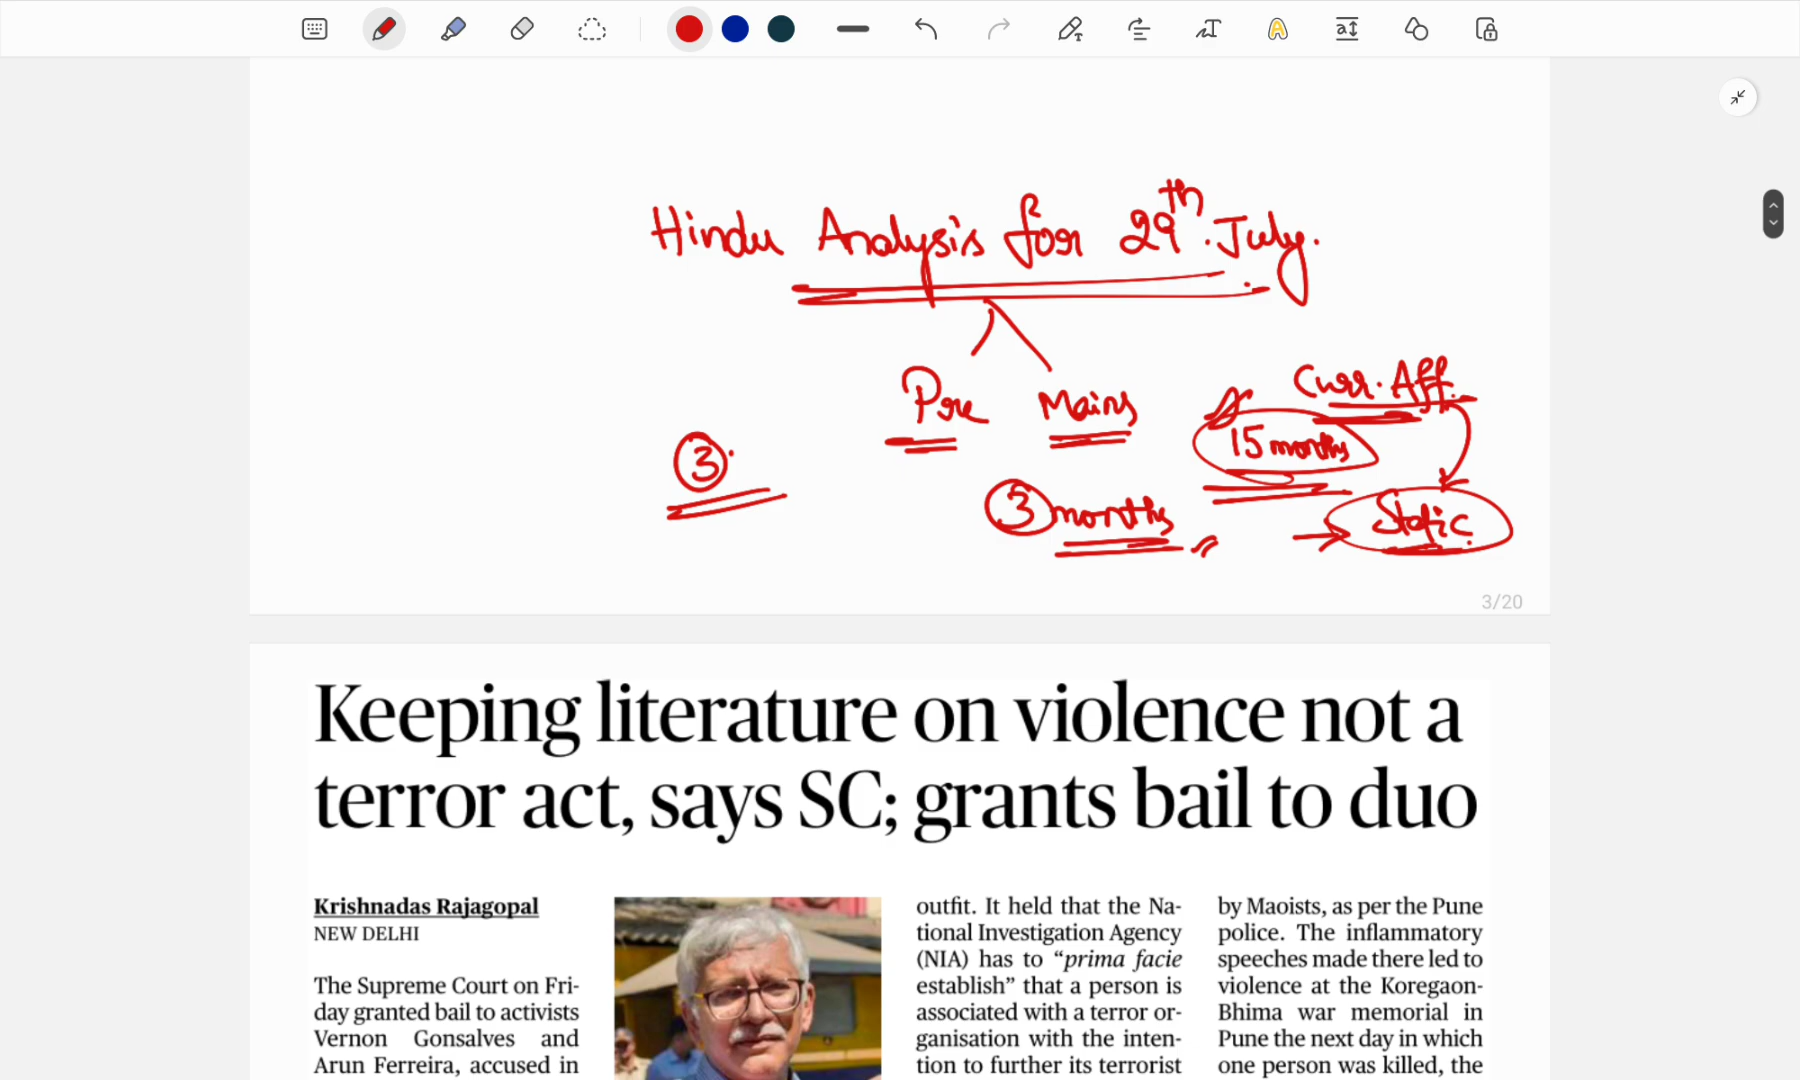 Hindu Analysis for 29th July.
Pre Mains
Curr. Aff.
15 months
3
3 months
Static
3/20
Keeping literature on violence not a
terror act, says SC; grants bail to duo
Krishnadas Rajagopal
NEW DELHI
The Supreme Court on Fri-
day granted bail to activists
Vernon Gonsalves and
Arun Ferreira, accused in
outfit. It held that the Na-
tional Investigation Agency
(NIA) has to “prima facie
establish” that a person is
associated with a terror or-
ganisation with the inten-
tion to further its terrorist
by Maoists, as per the Pune
police. The inflammatory
speeches made there led to
violence at the Koregaon-
Bhima war memorial in
Pune the next day in which
one person was killed, the